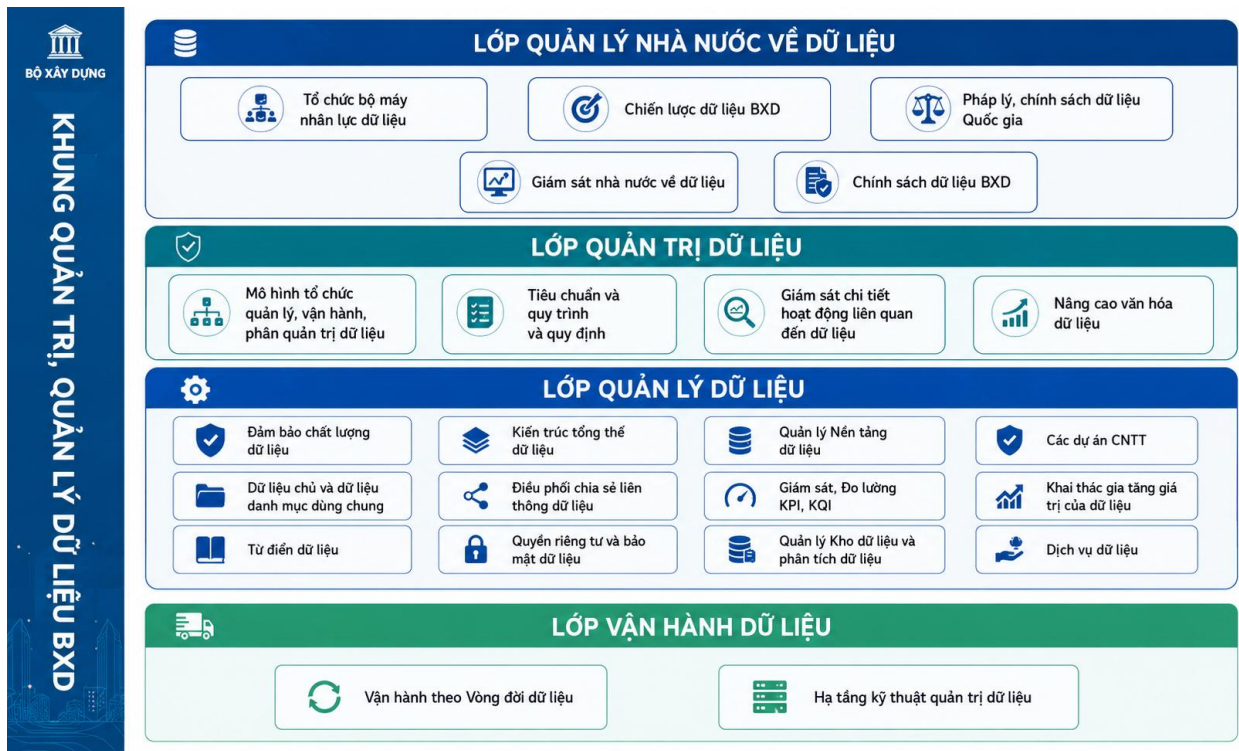 BỘ XÂY DỰNG
KHUNG QUẢN TRỊ, QUẢN LÝ DỮ LIỆU BXD
LỚP QUẢN LÝ NHÀ NƯỚC VỀ DỮ LIỆU
Tổ chức bộ máy
nhân lực dữ liệu
Chiến lược dữ liệu BXD
Pháp lý, chính sách dữ liệu
Quốc gia
Giám sát nhà nước về dữ liệu
Chính sách dữ liệu BXD
LỚP QUẢN TRỊ DỮ LIỆU
Mô hình tổ chức
quản lý, vận hành,
phân quản trị dữ liệu
Tiêu chuẩn và
quy trình
và quy định
Giám sát chi tiết
hoạt động liên quan
đến dữ liệu
Nâng cao văn hóa
dữ liệu
LỚP QUẢN LÝ DỮ LIỆU
Đảm bảo chất lượng
dữ liệu
Kiến trúc tổng thể
dữ liệu
Quản lý Nền tảng
dữ liệu
Các dự án CNTT
Dữ liệu chủ và dữ liệu
danh mục dùng chung
Điều phối chia sẻ liên
thông dữ liệu
Giám sát, Đo lường
KPI, KQI
Khai thác gia tăng giá
trị của dữ liệu
Từ điển dữ liệu
Quyền riêng tư và bảo
mật dữ liệu
Quản lý Kho dữ liệu và
phân tích dữ liệu
Dịch vụ dữ liệu
LỚP VẬN HÀNH DỮ LIỆU
Vận hành theo Vòng đời dữ liệu
Hạ tầng kỹ thuật quản trị dữ liệu